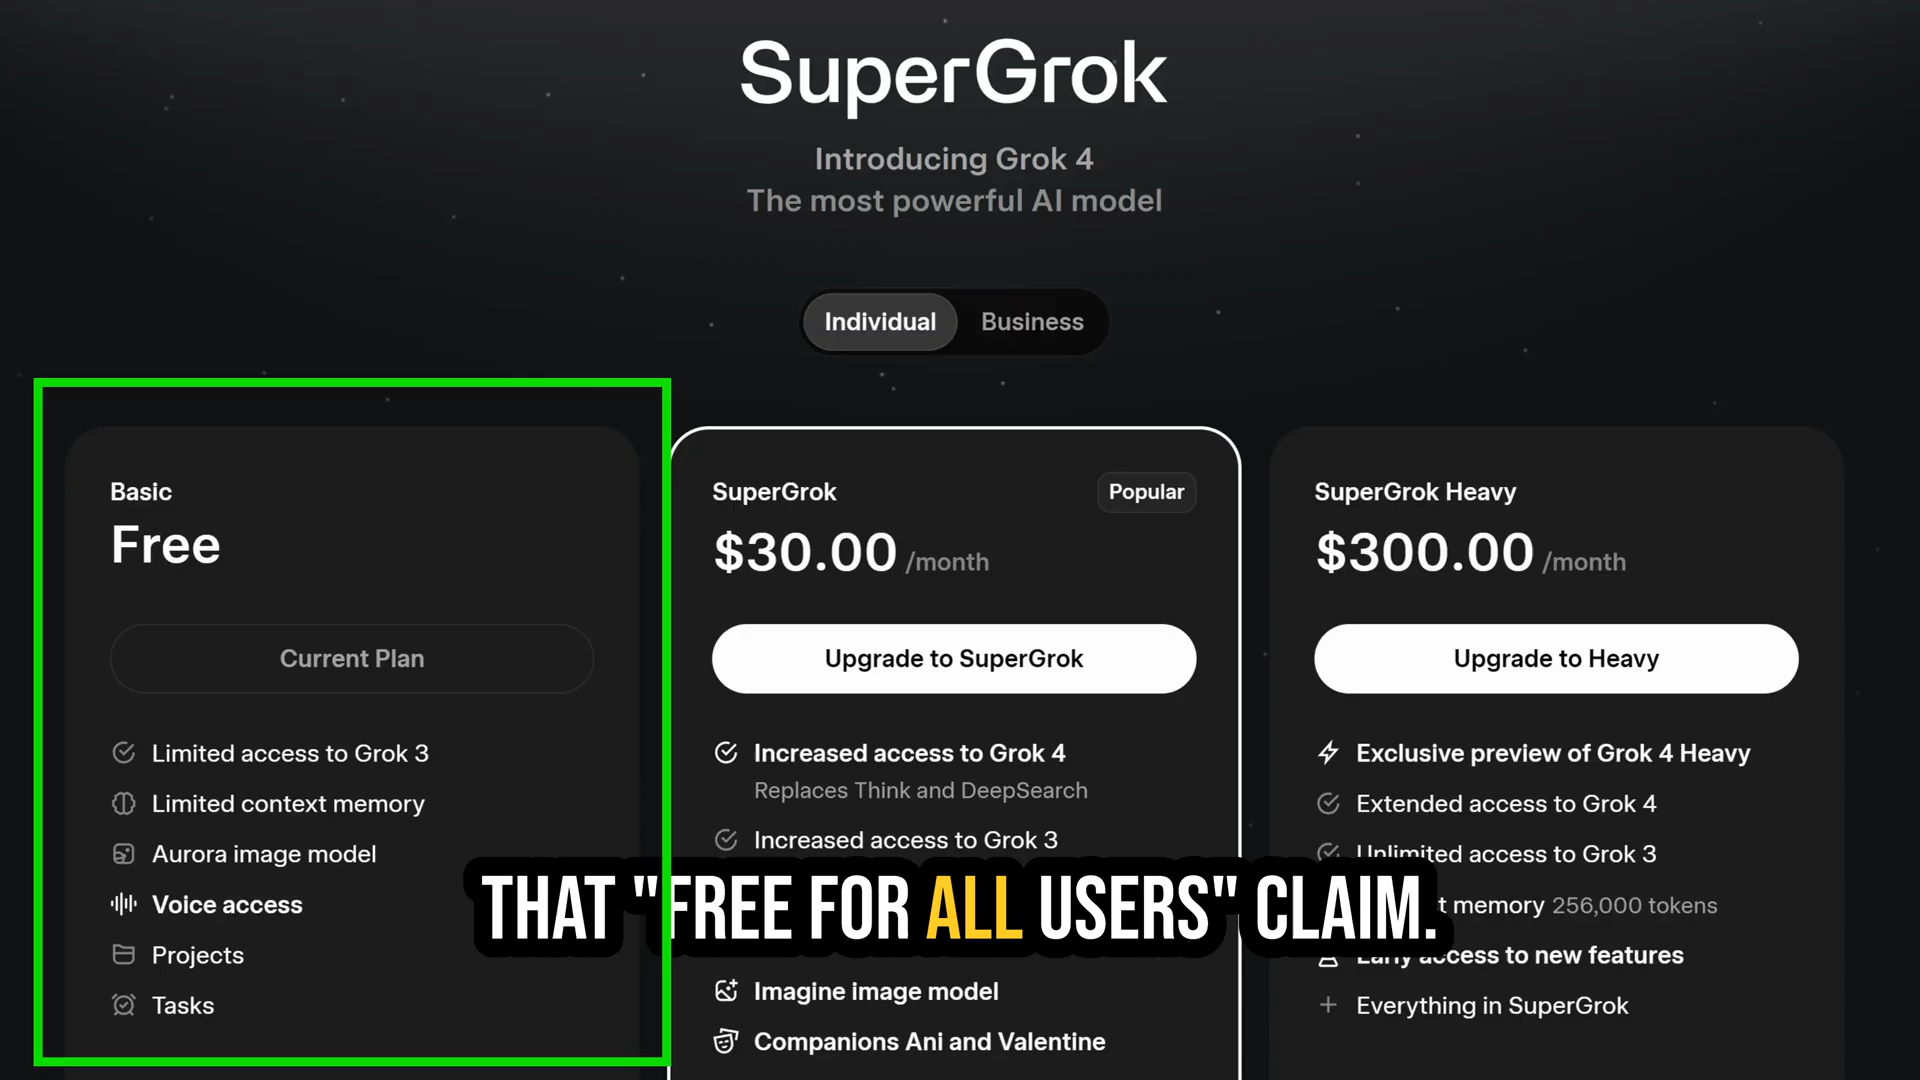 SuperGrok
Introducing Grok 4
The most powerful AI model
Individual
Business
Basic
Free
Current Plan
Limited access to Grok 3
Limited context memory
Aurora image model
Voice access
Projects
Tasks
SuperGrok
Popular
$30.00 /month
Upgrade to SuperGrok
Increased access to Grok 4
Replaces Think and DeepSearch
Increased access to Grok 3
Imagine image model
Companions Ani and Valentine
SuperGrok Heavy
$300.00 /month
Upgrade to Heavy
Exclusive preview of Grok 4 Heavy
Extended access to Grok 4
Unlimited access to Grok 3
memory 256,000 tokens
Early access to new features
Everything in SuperGrok
THAT "FREE FOR ALL USERS" CLAIM.